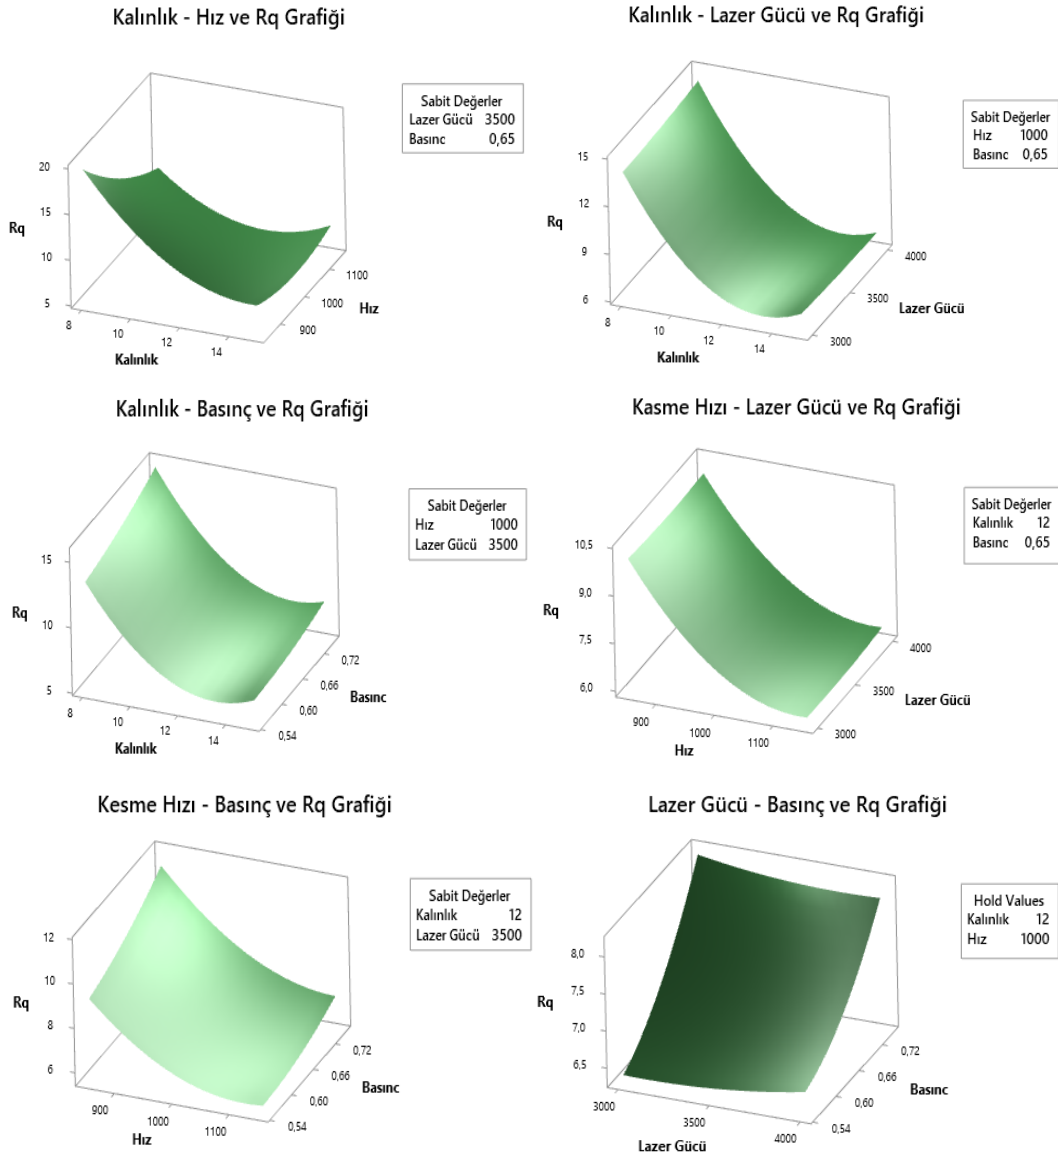 Kalınlık - Hız ve Rq Grafiği
Sabit Değerler
Lazer Gücü 3500
Basınc 0,65
20
15
10
5
Rq
8
10
12
14
Kalınlık
900
1000
1100
Hız
Kalınlık - Lazer Gücü ve Rq Grafiği
Sabit Değerler
Hız 1000
Basınc 0,65
15
12
9
6
Rq
8
10
12
14
Kalınlık
3000
3500
4000
Lazer Gücü
Kalınlık - Basınç ve Rq Grafiği
Sabit Değerler
Hız 1000
Lazer Gücü 3500
15
10
5
Rq
8
10
12
14
Kalınlık
0,54
0,60
0,66
0,72
Basınc
Kasme Hızı - Lazer Gücü ve Rq Grafiği
Sabit Değerler
Kalınlık 12
Basınc 0,65
10,5
9,0
7,5
6,0
Rq
900
1000
1100
Hız
3000
3500
4000
Lazer Gücü
Kesme Hızı - Basınç ve Rq Grafiği
Sabit Değerler
Kalınlık 12
Lazer Gücü 3500
12
10
8
6
Rq
900
1000
1100
Hız
0,54
0,60
0,66
0,72
Basınc
Lazer Gücü - Basınç ve Rq Grafiği
Hold Values
Kalınlık 12
Hız 1000
8,0
7,5
7,0
6,5
Rq
3000
3500
4000
Lazer Gücü
0,54
0,60
0,66
0,72
Basınc